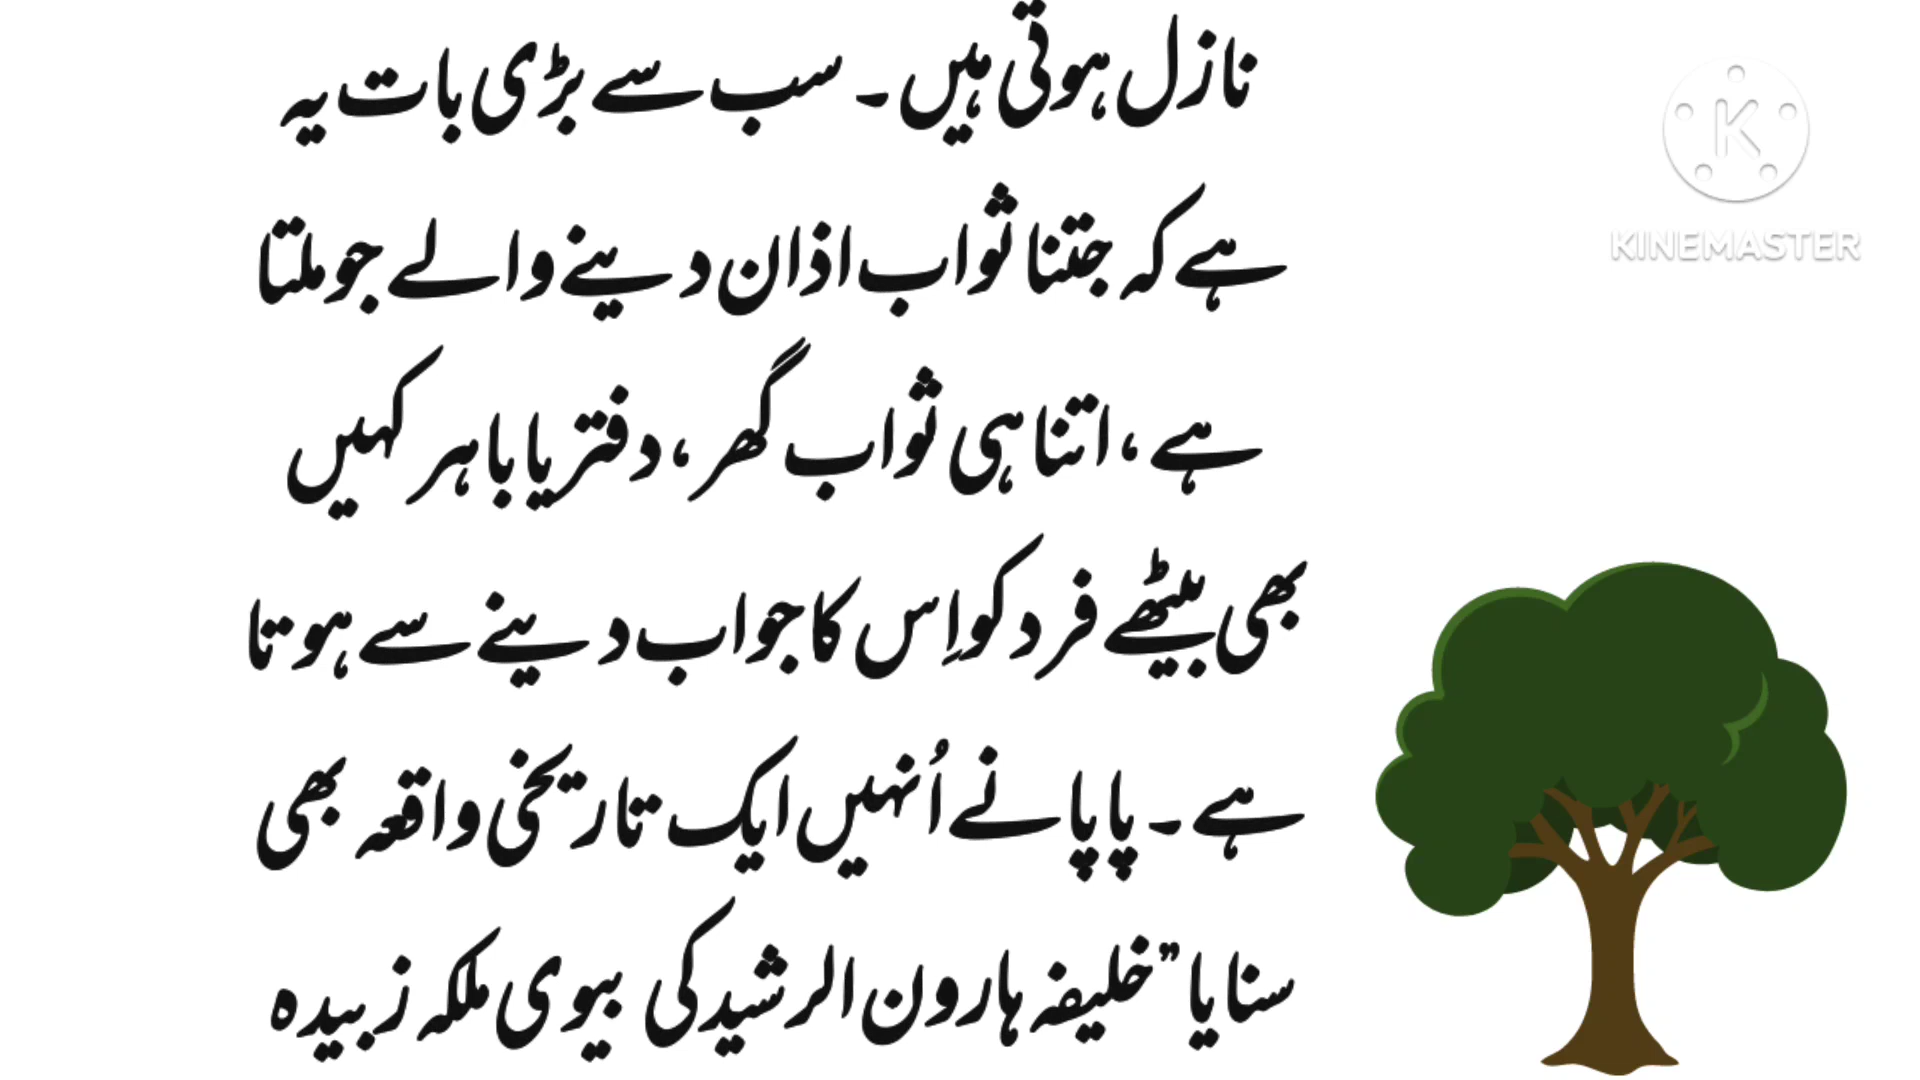 نازل ہوتی ہیں۔ سب سے بڑی بات یہ
ہے کہ جتنا ثواب اذان دینے والے جو ملتا
ہے، اتنا ہی ثواب گھر، دفتر یا باہر کہیں
بھی بیٹھے فرد کو اِس کا جواب دینے سے ہوتا
ہے۔ پاپا نے اُنہیں ایک تاریخی واقعہ بھی
سنایا ”خلیفہ ہارون الرشید کی بیوی ملکہ زبیدہ
K
KINEMASTER